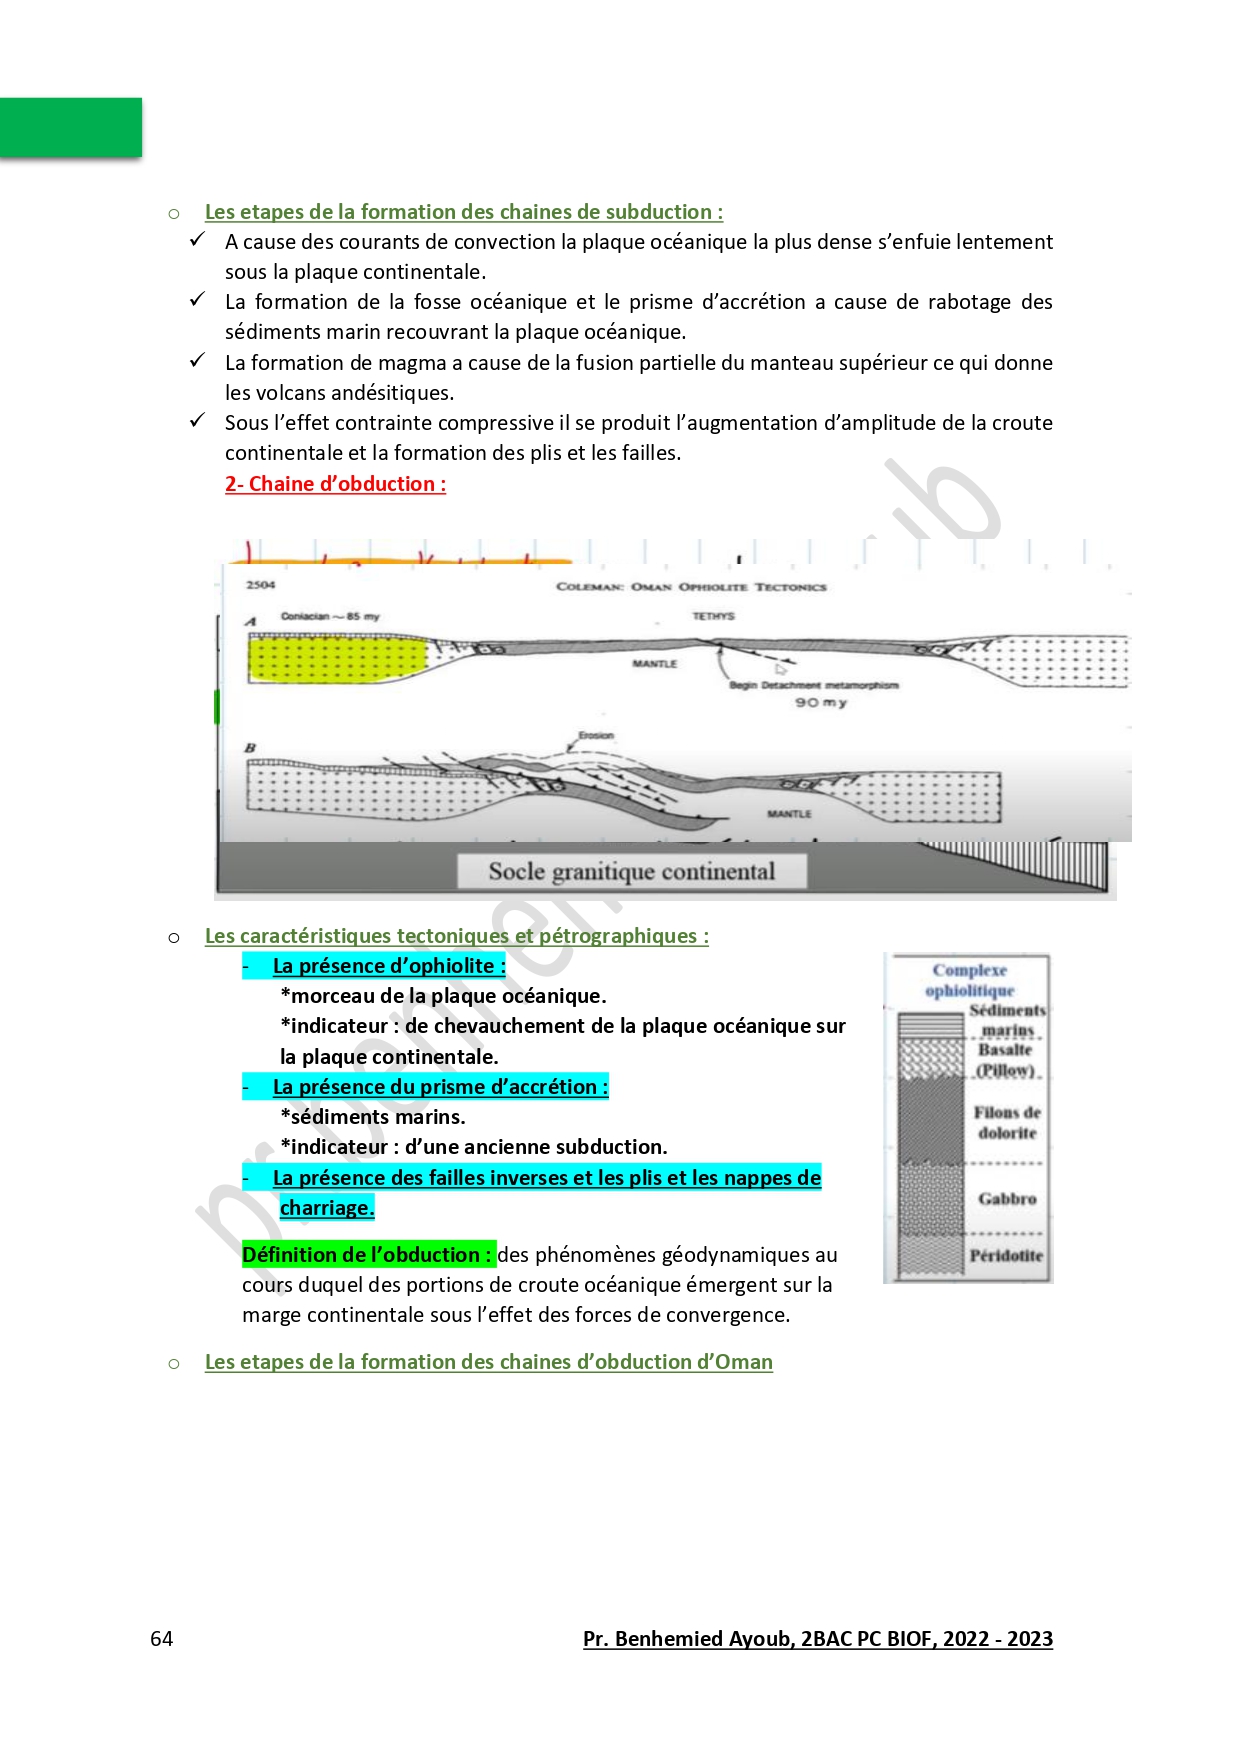 o Les etapes de la formation des chaines de subduction :
✓ A cause des courants de convection la plaque océanique la plus dense s’enfuie lentement
sous la plaque continentale.
✓ La formation de la fosse océanique et le prisme d’accrétion a cause de rabotage des
sédiments marin recouvrant la plaque océanique.
✓ La formation de magma a cause de la fusion partielle du manteau supérieur ce qui donne
les volcans andésitiques.
✓ Sous l’effet contrainte compressive il se produit l’augmentation d’amplitude de la croute
continentale et la formation des plis et les failles.
2- Chaine d’obduction :
2504 COLEMAN: OMAN OPHIOLITE TECTONICS
A Coniacian ~ 85 my TETHYS
MANTLE
Begin Detachment metamorphism
90 my
B Erosion
MANTLE
Socle granitique continental
o Les caractéristiques tectoniques et pétrographiques :
- La présence d’ophiolite :
*morceau de la plaque océanique.
*indicateur : de chevauchement de la plaque océanique sur
la plaque continentale.
- La présence du prisme d’accrétion :
*sédiments marins.
*indicateur : d’une ancienne subduction.
- La présence des failles inverses et les plis et les nappes de
charriage.
Complexe
ophiolitique
Sédiments
marins
Basalte
(Pillow)
Filons de
dolorite
Gabbro
Péridotite
Définition de l’obduction : des phénomènes géodynamiques au
cours duquel des portions de croute océanique émergent sur la
marge continentale sous l’effet des forces de convergence.
o Les etapes de la formation des chaines d’obduction d’Oman
64 Pr. Benhemied Ayoub, 2BAC PC BIOF, 2022 - 2023